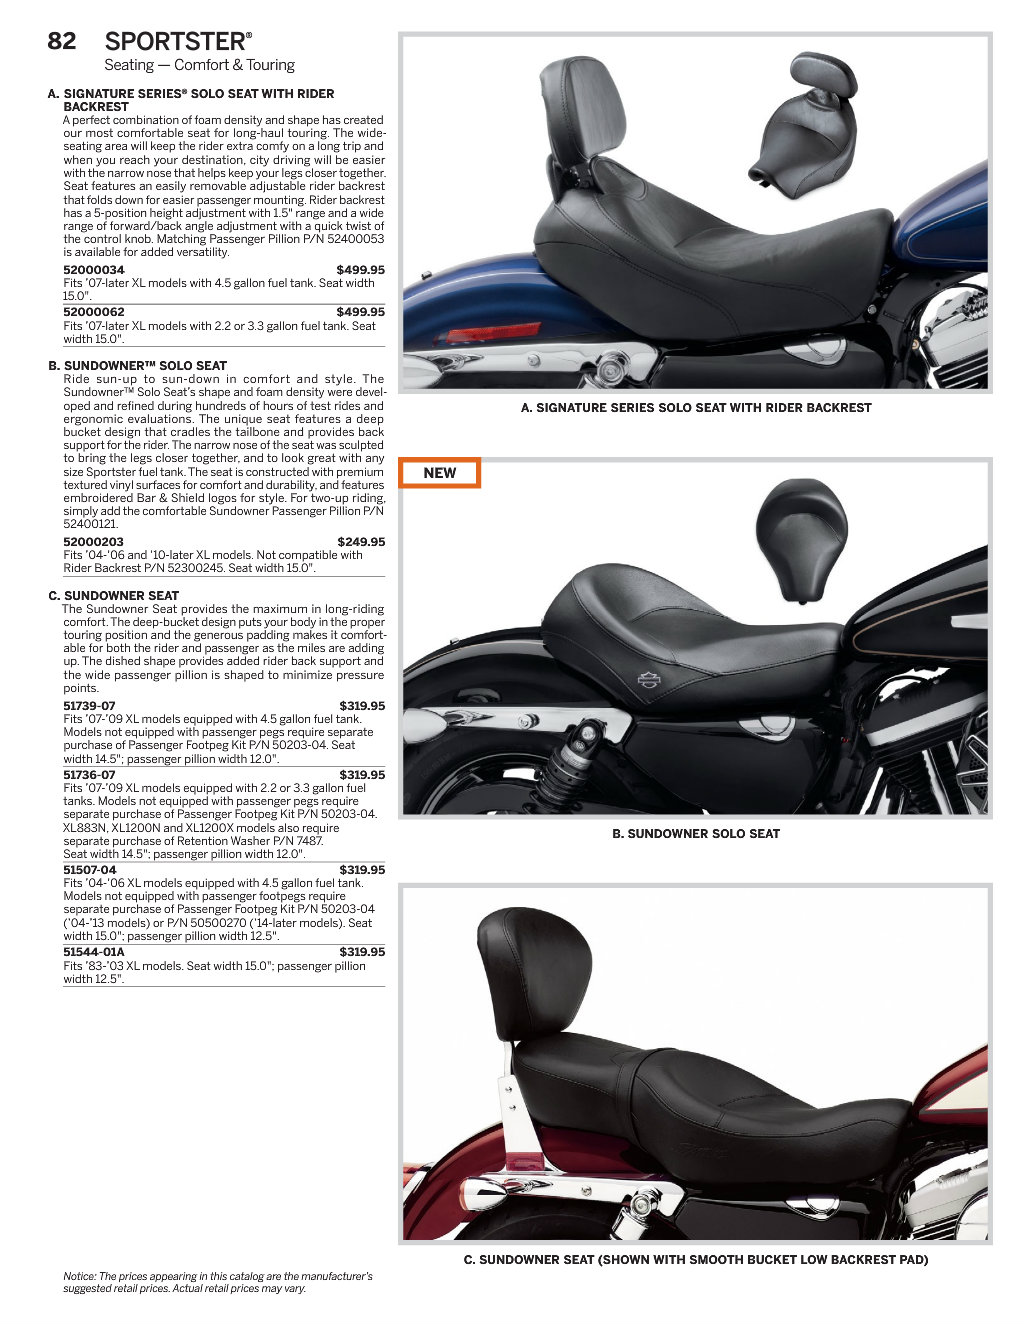 82 SPORTSTER®
Seating — Comfort & Touring
A. SIGNATURE SERIES® SOLO SEAT WITH RIDER
BACKREST
A perfect combination of foam density and shape has created
our most comfortable seat for long-haul touring. The wide-
seating area will keep the rider extra comfy on a long trip and
when you reach your destination, city driving will be easier
with the narrow nose that helps keep your legs closer together.
Seat features an easily removable adjustable rider backrest
that folds down for easier passenger mounting. Rider backrest
has a 5-position height adjustment with 1.5" range and a wide
range of forward/back angle adjustment with a quick twist of
the control knob. Matching Passenger Pillion P/N 52400053
is available for added versatility.
52000034 $499.95
Fits ’07-later XL models with 4.5 gallon fuel tank. Seat width
15.0".
52000062 $499.95
Fits ’07-later XL models with 2.2 or 3.3 gallon fuel tank. Seat
width 15.0".
B. SUNDOWNER™ SOLO SEAT
Ride sun-up to sun-down in comfort and style. The
Sundowner™ Solo Seat’s shape and foam density were devel-
oped and refined during hundreds of hours of test rides and
ergonomic evaluations. The unique seat features a deep
bucket design that cradles the tailbone and provides back
support for the rider. The narrow nose of the seat was sculpted
to bring the legs closer together, and to look great with any
size Sportster fuel tank. The seat is constructed with premium
textured vinyl surfaces for comfort and durability, and features
embroidered Bar & Shield logos for style. For two-up riding,
simply add the comfortable Sundowner Passenger Pillion P/N
52400121.
52000203 $249.95
Fits ’04-’06 and ’10-later XL models. Not compatible with
Rider Backrest P/N 52300245. Seat width 15.0".
C. SUNDOWNER SEAT
The Sundowner Seat provides the maximum in long-riding
comfort. The deep-bucket design puts your body in the proper
touring position and the generous padding makes it comfort-
able for both the rider and passenger as the miles are adding
up. The dished shape provides added rider back support and
the wide passenger pillion is shaped to minimize pressure
points.
51739-07 $319.95
Fits ’07-’09 XL models equipped with 4.5 gallon fuel tank.
Models not equipped with passenger pegs require separate
purchase of Passenger Footpeg Kit P/N 50203-04. Seat
width 14.5"; passenger pillion width 12.0".
51736-07 $319.95
Fits ’07-’09 XL models equipped with 2.2 or 3.3 gallon fuel
tanks. Models not equipped with passenger pegs require
separate purchase of Passenger Footpeg Kit P/N 50203-04.
XL883N, XL1200N and XL1200X models also require
separate purchase of Retention Washer P/N 7487.
Seat width 14.5"; passenger pillion width 12.0".
51507-04 $319.95
Fits ’04-’06 XL models equipped with 4.5 gallon fuel tank.
Models not equipped with passenger footpegs require
separate purchase of Passenger Footpeg Kit P/N 50203-04
(’04-’13 models) or P/N 50500270 (’14-later models). Seat
width 15.0"; passenger pillion width 12.5".
51544-01A $319.95
Fits ’83-’03 XL models. Seat width 15.0"; passenger pillion
width 12.5".
Notice: The prices appearing in this catalog are the manufacturer’s
suggested retail prices. Actual retail prices may vary.
A. SIGNATURE SERIES SOLO SEAT WITH RIDER BACKREST
NEW
B. SUNDOWNER SOLO SEAT
C. SUNDOWNER SEAT (SHOWN WITH SMOOTH BUCKET LOW BACKREST PAD)